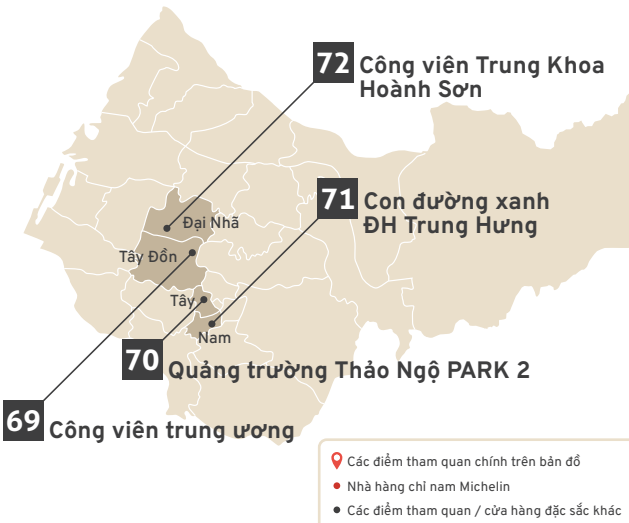 72 Công viên Trung Khoa
Hoành Sơn
71 Con đường xanh
ĐH Trung Hưng
Đại Nhã
Tây Đồn
Tây
Nam
70 Quảng trường Thảo Ngộ PARK 2
69 Công viên trung ương
Các điểm tham quan chính trên bản đồ
Nhà hàng chỉ nam Michelin
Các điểm tham quan / cửa hàng đặc sắc khác